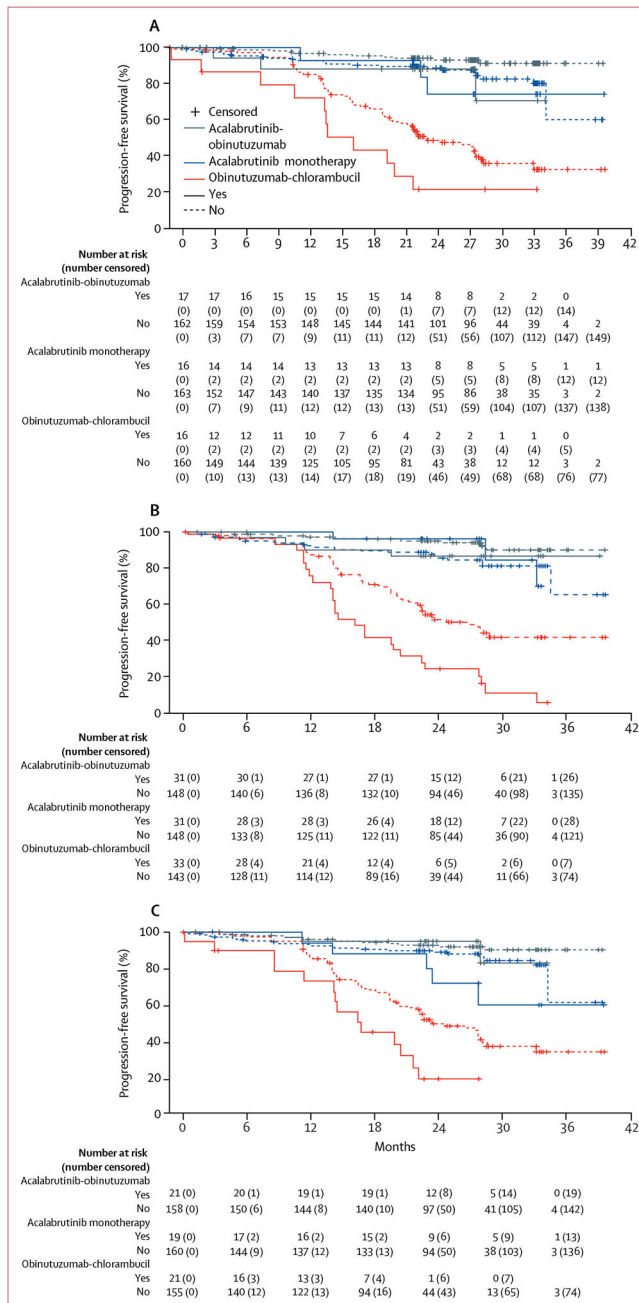 A
100
80
60
40
20
0
Progression-free survival (%)
Censored
Acalabrutinib-
obinutuzumab
Acalabrutinib monotherapy
Obinutuzumab-chlorambucil
Yes
No
0 3 6 9 12 15 18 21 24 27 30 33 36 39 42
Number at risk
(number censored)
Acalabrutinib-obinutuzumab
Yes 17 17 16 15 15 15 15 14 8 8 2 2 0
(0) (0) (0) (0) (0) (0) (0) (1) (7) (7) (12) (12) (14)
No 162 159 154 153 148 145 144 141 101 96 44 39 4 2
(0) (3) (7) (7) (9) (11) (11) (12) (51) (56) (107) (112) (147) (149)
Acalabrutinib monotherapy
Yes 16 14 14 14 13 13 13 13 8 8 5 5 1 1
(0) (2) (2) (2) (2) (2) (2) (2) (5) (5) (8) (8) (12) (12)
No 163 152 147 143 140 137 135 134 95 86 38 35 3 2
(0) (7) (9) (11) (12) (12) (13) (13) (51) (59) (104) (107) (137) (138)
Obinutuzumab-chlorambucil
Yes 16 12 12 11 10 7 6 4 2 2 1 1 0
(0) (2) (2) (2) (2) (2) (2) (2) (3) (3) (4) (4) (5)
No 160 149 144 139 125 105 95 81 43 38 12 12 3 2
(0) (10) (13) (13) (14) (17) (18) (19) (46) (49) (68) (68) (76) (77)
B
100
80
60
40
20
0
Progression-free survival (%)
0 6 12 18 24 30 36 42
Number at risk
(number censored)
Acalabrutinib-obinutuzumab
Yes 31 (0) 30 (1) 27 (1) 27 (1) 15 (12) 6 (21) 1 (26)
No 148 (0) 140 (6) 136 (8) 132 (10) 94 (46) 40 (98) 3 (135)
Acalabrutinib monotherapy
Yes 31 (0) 28 (3) 28 (3) 26 (4) 18 (12) 7 (22) 0 (28)
No 148 (0) 133 (8) 125 (11) 122 (11) 85 (44) 36 (90) 4 (121)
Obinutuzumab-chlorambucil
Yes 33 (0) 28 (4) 21 (4) 12 (4) 6 (5) 2 (6) 0 (7)
No 143 (0) 128 (11) 114 (12) 89 (16) 39 (44) 11 (66) 3 (74)
C
100
80
60
40
20
0
Progression-free survival (%)
0 6 12 18 24 30 36 42
Months
Number at risk
(number censored)
Acalabrutinib-obinutuzumab
Yes 21 (0) 20 (1) 19 (1) 19 (1) 12 (8) 5 (14) 0 (19)
No 158 (0) 150 (6) 144 (8) 140 (10) 97 (50) 41 (105) 4 (142)
Acalabrutinib monotherapy
Yes 19 (0) 17 (2) 16 (2) 15 (2) 9 (6) 5 (9) 1 (13)
No 160 (0) 144 (9) 137 (12) 133 (13) 94 (50) 38 (103) 3 (136)
Obinutuzumab-chlorambucil
Yes 21 (0) 16 (3) 13 (3) 7 (4) 1 (6) 0 (7)
No 155 (0) 140 (12) 122 (13) 94 (16) 44 (43) 13 (65) 3 (74)